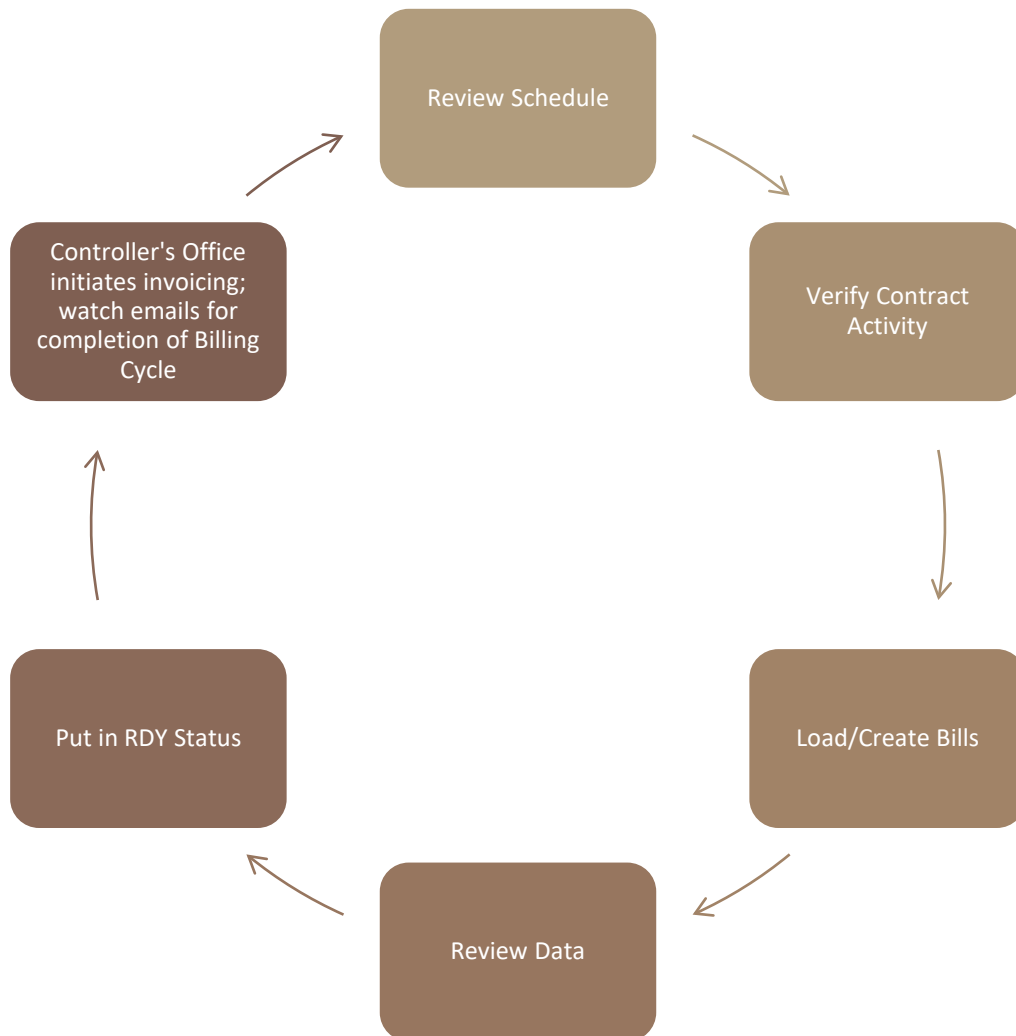 Review Schedule
Verify Contract
Activity
Load/Create Bills
Review Data
Put in RDY Status
Controller's Office
initiates invoicing;
watch emails for
completion of Billing
Cycle